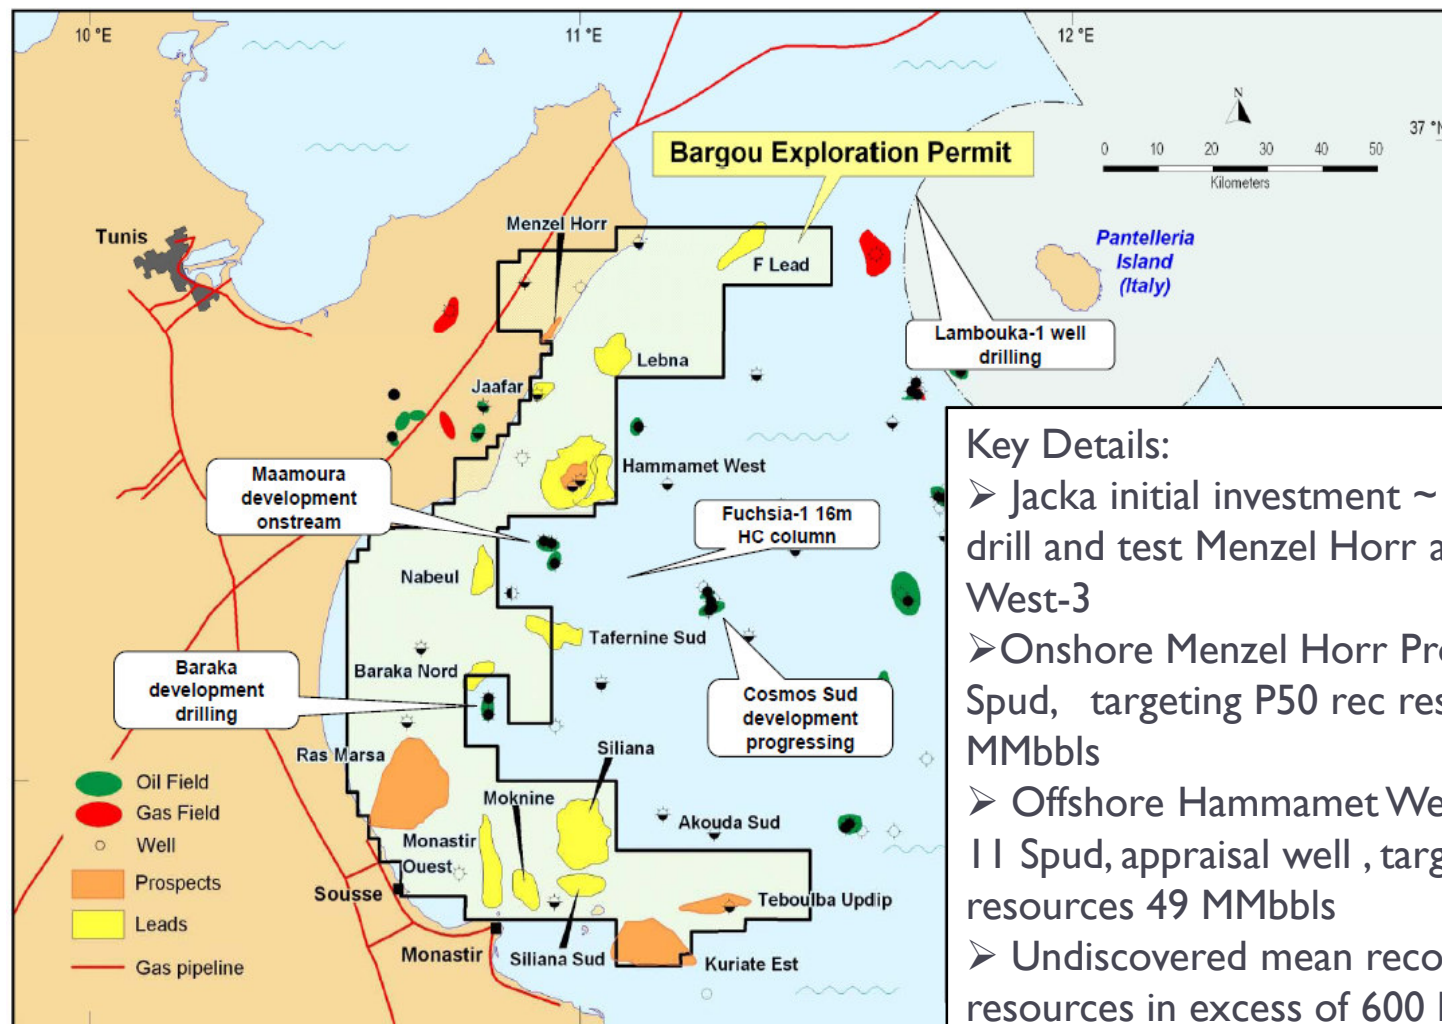 10 °E
11 °E
12 °E
37 °N
N
0 10 20 30 40 50
Kilometers
Bargou Exploration Permit
Menzel Horr
Tunis
F Lead
Pantelleria
Island
(Italy)
Lambouka-1 well
drilling
Lebna
Jaafar
Hammamet West
Maamoura
development
onstream
Fuchsia-1 16m
HC column
Nabeul
Tafernine Sud
Baraka Nord
Baraka
development
drilling
Cosmos Sud
development
progressing
Ras Marsa
Siliana
Moknine
Akouda Sud
Monastir
Ouest
Teboulba Updip
Sousse
Monastir
Siliana Sud
Kuriate Est
Oil Field
Gas Field
Well
Prospects
Leads
Gas pipeline
Key Details:
➢ Jacka initial investment ~
drill and test Menzel Horr
West-3
➢Onshore Menzel Horr
Spud, targeting P50 rec
MMbbls
➢ Offshore Hammamet
11 Spud, appraisal well ,
resources 49 MMbbls
➢ Undiscovered mean
resources in excess of 600